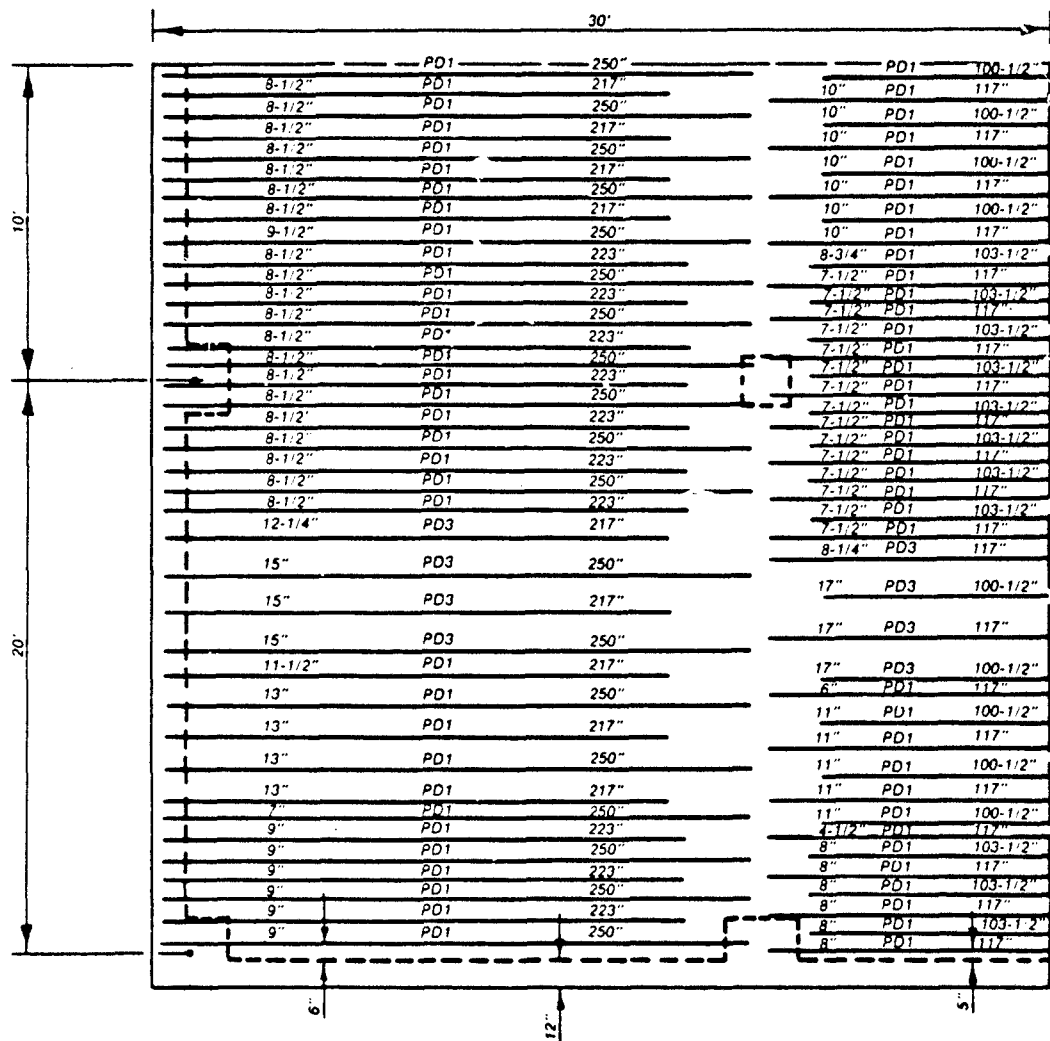 30'
PD1 250" PD1 100-1/2"
8-1/2" PD1 217" 10" PD1 117"
8-1/2" PD1 250" 10" PD1 100-1/2"
8-1/2" PD1 217" 10" PD1 117"
8-1/2" PD1 250" 10" PD1 100-1/2"
8-1/2" PD1 217" 10" PD1 117"
8-1/2" PD1 250"
8-1/2" PD1 217" 10" PD1 100-1/2"
9-1/2" PD1 250" 10" PD1 117"
8-1/2" PD1 223" 8-3/4" PD1 103-1/2"
8-1/2" PD1 250" 7-1/2" PD1 117"
8-1/2" PD1 223" 7-1/2" PD1 103-1/2"
8-1/2" PD1 250" 7-1/2" PD1 117"
8-1/2" 223" 7-1/2" PD1 103-1/2"
8-1/2" PD1 250" 7-1/2" PD1 117"
8-1/2" PD1 223" 7-1/2" PD1 103-1/2"
8-1/2" PD1 250" 7-1/2" PD1 117"
8-1/2" PD1 223" 7-1/2" PD1 103-1/2"
7-1/2" PD1 117"
8-1/2" PD1 250" 7-1/2" PD1 103-1/2"
8-1/2" PD1 223" 7-1/2" PD1 117"
8-1/2" PD1 250" 7-1/2" PD1 103-1/2"
7-1/2" PD1 117"
8-1/2" PD1 223" 7-1/2" PD1 103-1/2"
12-1/4" PD3 217" 7-1/2" PD1 117"
8-1/4" PD3 117"
15" PD3 250"
17" PD3 100-1/2"
15" PD3 217"
17" PD3 117"
15" PD3 250"
11-1/2" PD1 217" 17" PD3 100-1/2"
13" PD1 250" 6" PD1 117"
11" PD1 100-1/2"
13" PD1 217" 11" PD1 117"
13" PD1 250" 11" PD1 100-1/2"
13" PD1 217" 11" PD1 117"
7" PD1 250" 11" PD1 100-1/2"
9" PD1 223" 4-1/2" PD1 117"
9" PD1 250" 8" PD1 103-1/2"
9" PD1 223" 8" PD1 117"
9" PD1 250" 8" PD1 103-1/2"
9" PD1 223" 8" PD1 117"
9" PD1 250" 8" PD1 103-1/2"
8" PD1 117"
10'
20'
6"
12"
5"